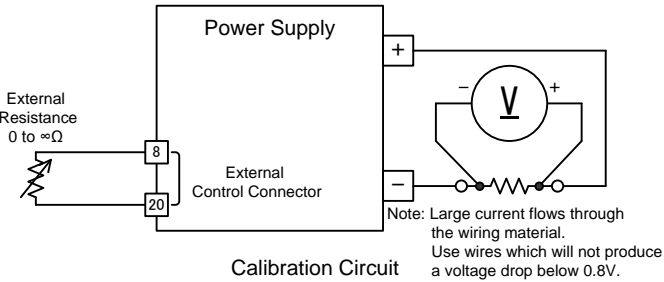 Power Supply
+
External
Resistance
0 to ∞Ω
− V +
8
External
Control Connector
20
−
Note: Large current flows through
the wiring material.
Use wires which will not produce
a voltage drop below 0.8V.
Calibration Circuit